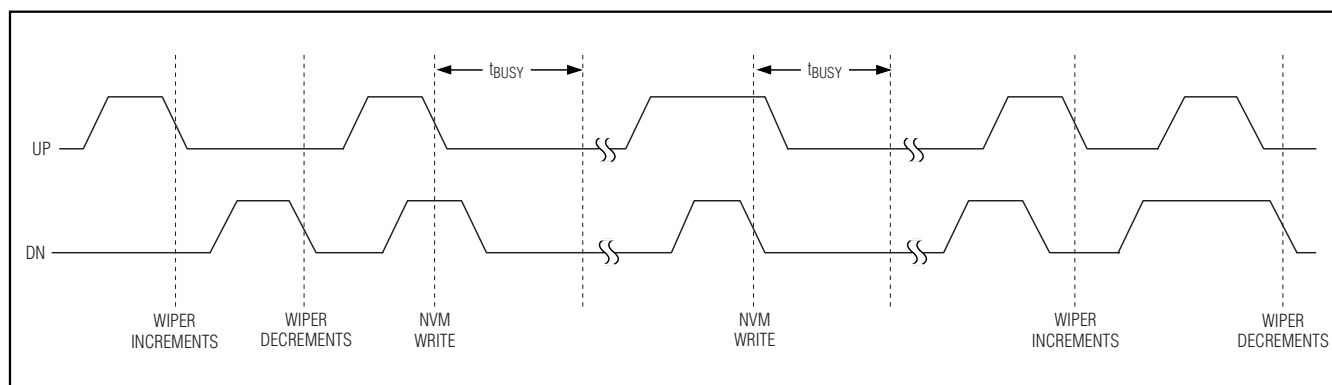 tBUSY
tBUSY
UP
DN
WIPER
INCREMENTS
WIPER
DECREMENTS
NVM
WRITE
NVM
WRITE
WIPER
INCREMENTS
WIPER
DECREMENTS